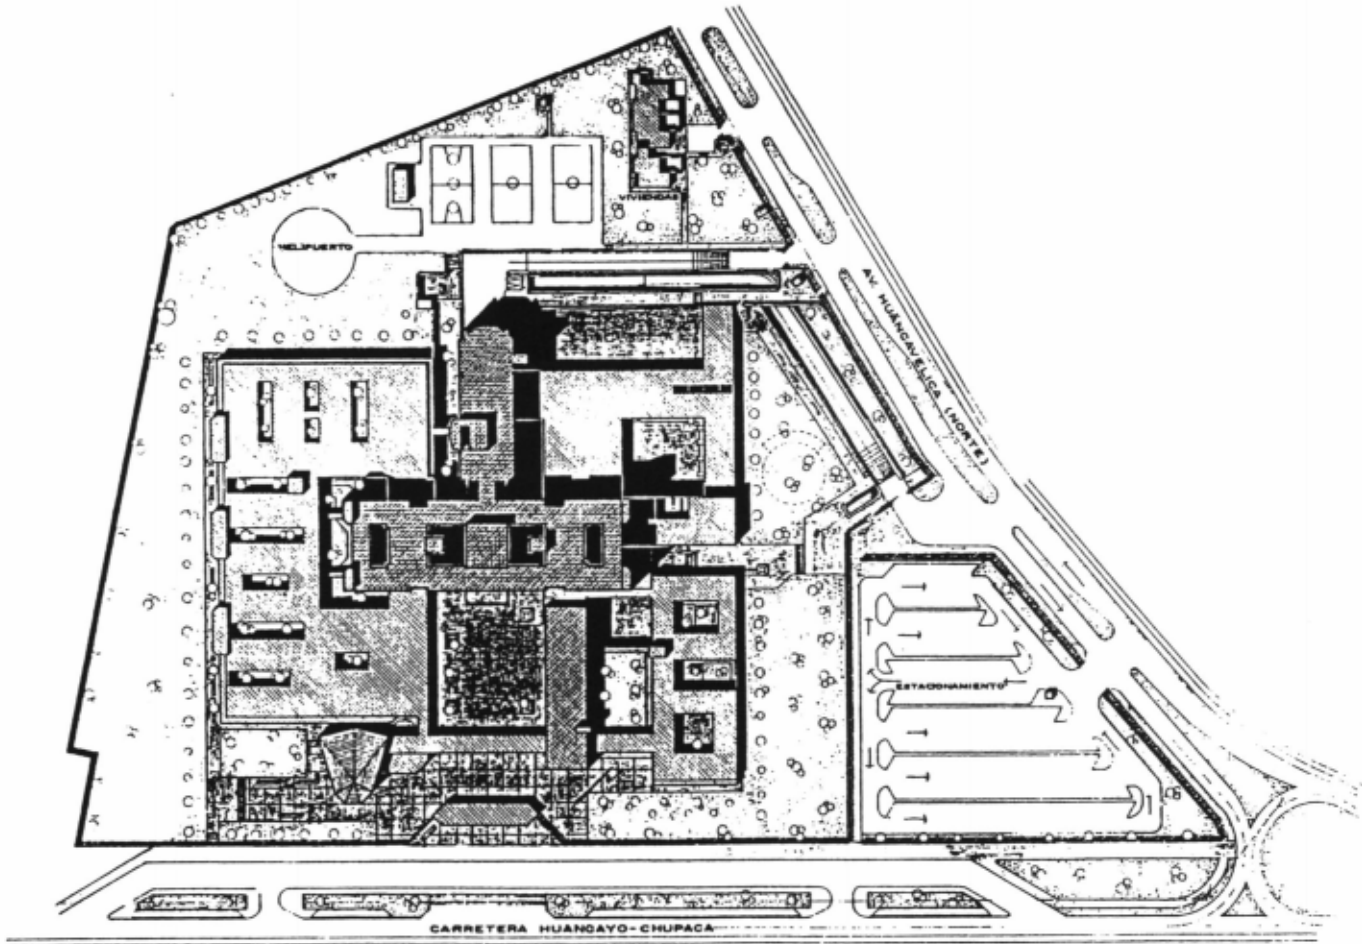 VIVIENDAS
HELIPUERTO
AV. HUANCAVELICA (NORTE)
ESTACIONAMIENTO
CARRETERA HUANCAYO-CHUPACA